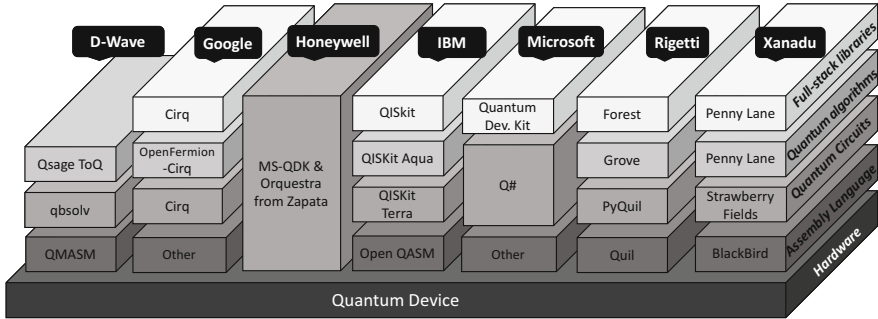 D-Wave
Google
Honeywell
IBM
Microsoft
Rigetti
Xanadu
Full-stack libraries
Quantum algorithms
Quantum Circuits
Assembly Language
Hardware
Cirq
QISkit
Quantum
Dev. Kit
Forest
Penny Lane
Qsage ToQ
OpenFermion
-Cirq
MS-QDK &
Orquestra
from Zapata
QISKit Aqua
Q#
Grove
Penny Lane
qbsolv
Cirq
QISKit
Terra
PyQuil
Strawberry
Fields
QMASM
Other
Open QASM
Other
Quil
BlackBird
Quantum Device